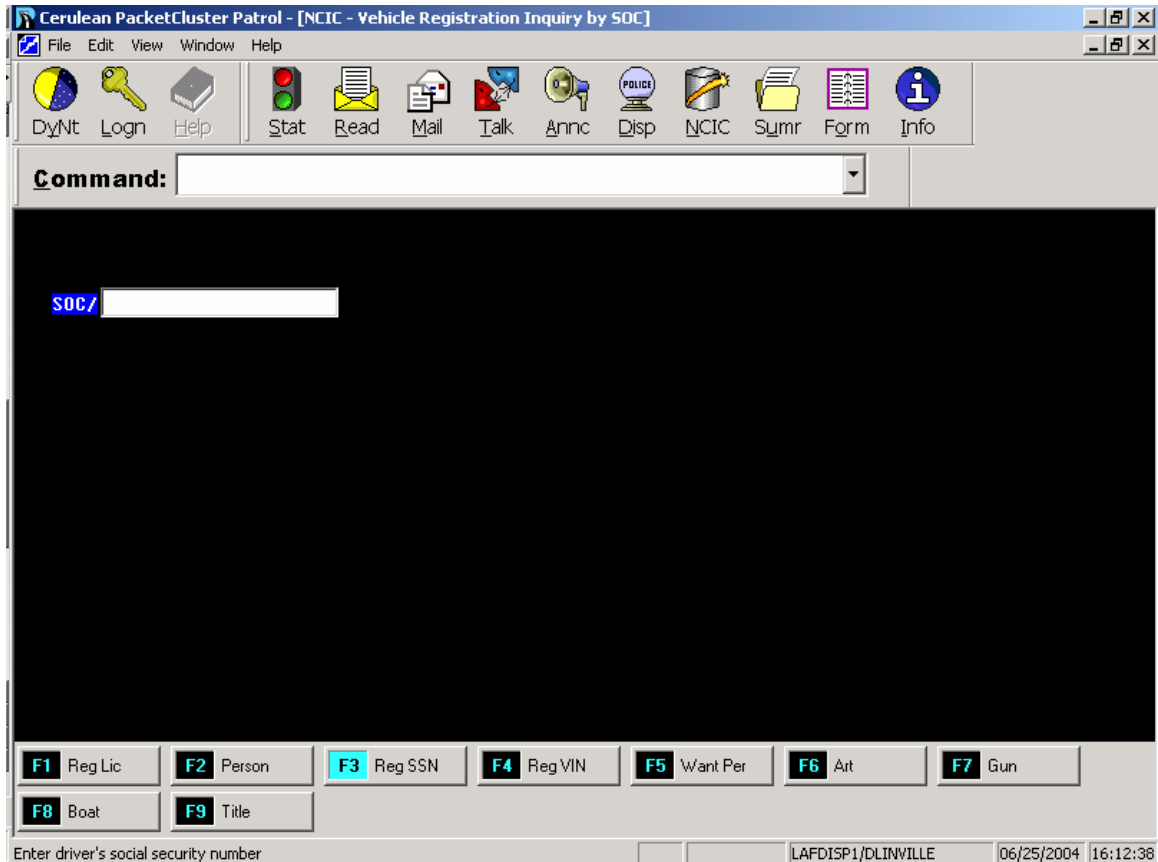 Cerulean PacketCluster Patrol - [NCIC - Vehicle Registration Inquiry by SOC]
File Edit View Window Help
DyNt Logn Help Stat Read Mail Talk Annc Disp NCIC Sumr Form Info
POLICE
Command:
SOC/
F1 Reg Lic F2 Person F3 Reg SSN F4 Reg VIN F5 Want Per F6 Art F7 Gun
F8 Boat F9 Title
Enter driver's social security number LAFDISP1/DLINVILLE 06/25/2004 16:12:38